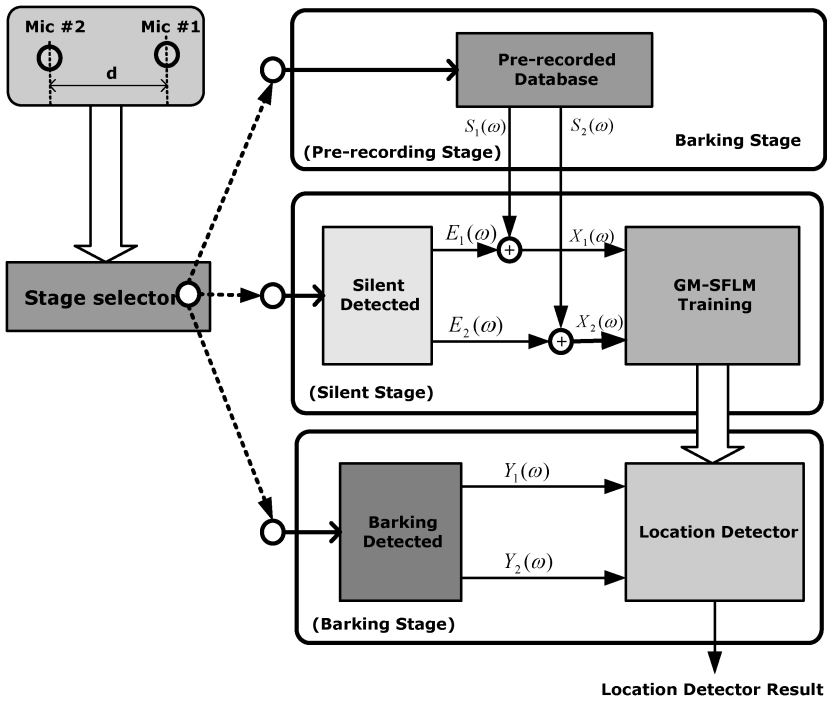 Mic #2
Mic #1
d
Stage selector
Pre-recorded
Database
S₁(ω)
S₂(ω)
(Pre-recording Stage)
Barking Stage
Silent
Detected
E₁(ω)
X₁(ω)
E₂(ω)
X₂(ω)
+
+
GM-SFLM
Training
(Silent Stage)
Barking
Detected
Y₁(ω)
Y₂(ω)
Location Detector
(Barking Stage)
Location Detector Result